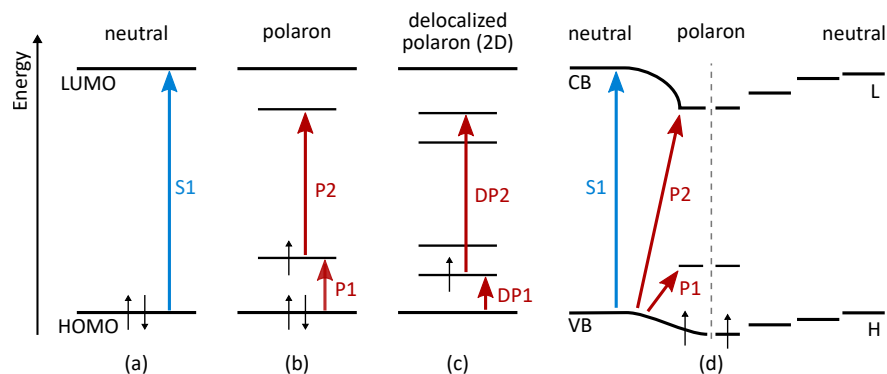 neutral
polaron
delocalized
polaron (2D)
neutral
polaron
neutral
Energy
LUMO
HOMO
S1
P2
P1
DP2
DP1
CB
VB
S1
P2
P1
L
H
(a)
(b)
(c)
(d)